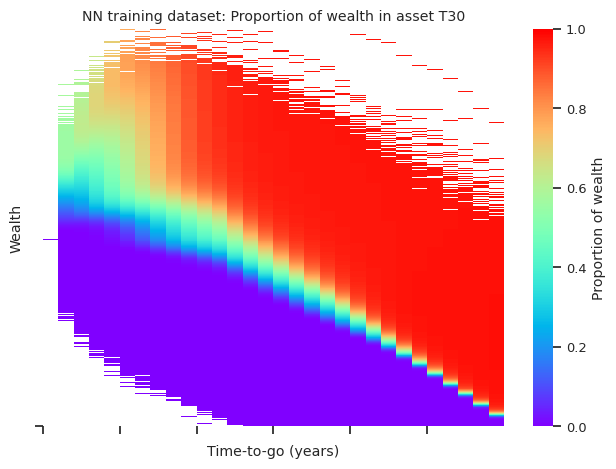 NN training dataset: Proportion of wealth in asset T30
Wealth
Time-to-go (years)
1.0
0.8
0.6
0.4
0.2
0.0
Proportion of wealth